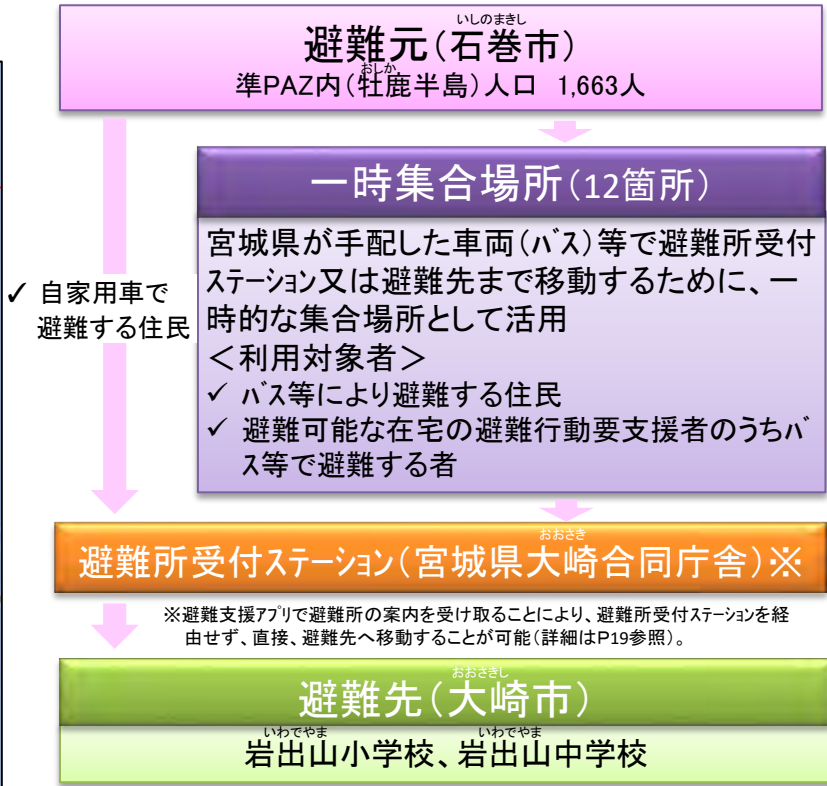 いしのまきし
避難元(石巻市)
おしか
準PAZ内(牡鹿半島)人口 1,663人
一時集合場所(12箇所)
宮城県が手配した車両(バス)等で避難所受付
ステーション又は避難先まで移動するために、一
時的な集合場所として活用
<利用対象者>
✓ バス等により避難する住民
✓ 避難可能な在宅の避難行動要支援者のうちバ
ス等で避難する者
✓ 自家用車で
避難する住民
おおさき
避難所受付ステーション(宮城県大崎合同庁舎)※
※避難支援アプリで避難所の案内を受け取ることにより、避難所受付ステーションを経
由せず、直接、避難先へ移動することが可能(詳細はP19参照)。
おおさきし
避難先(大崎市)
いわでやま いわでやま
岩出山小学校、岩出山中学校